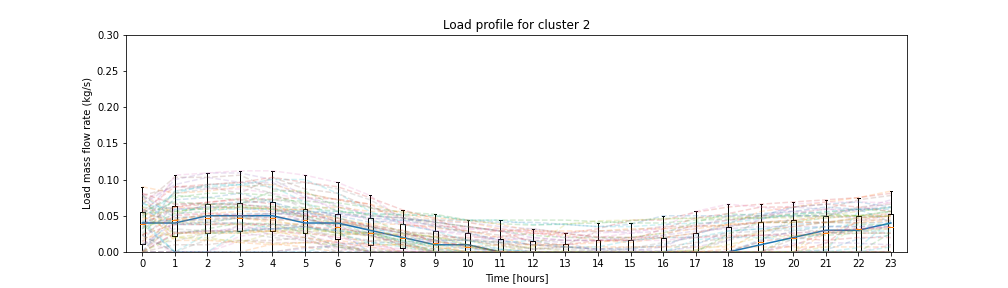 Load profile for cluster 2
Load mass flow rate (kg/s)
0.30
0.25
0.20
0.15
0.10
0.05
0.00
0 1 2 3 4 5 6 7 8 9 10 11 12 13 14 15 16 17 18 19 20 21 22 23
Time [hours]